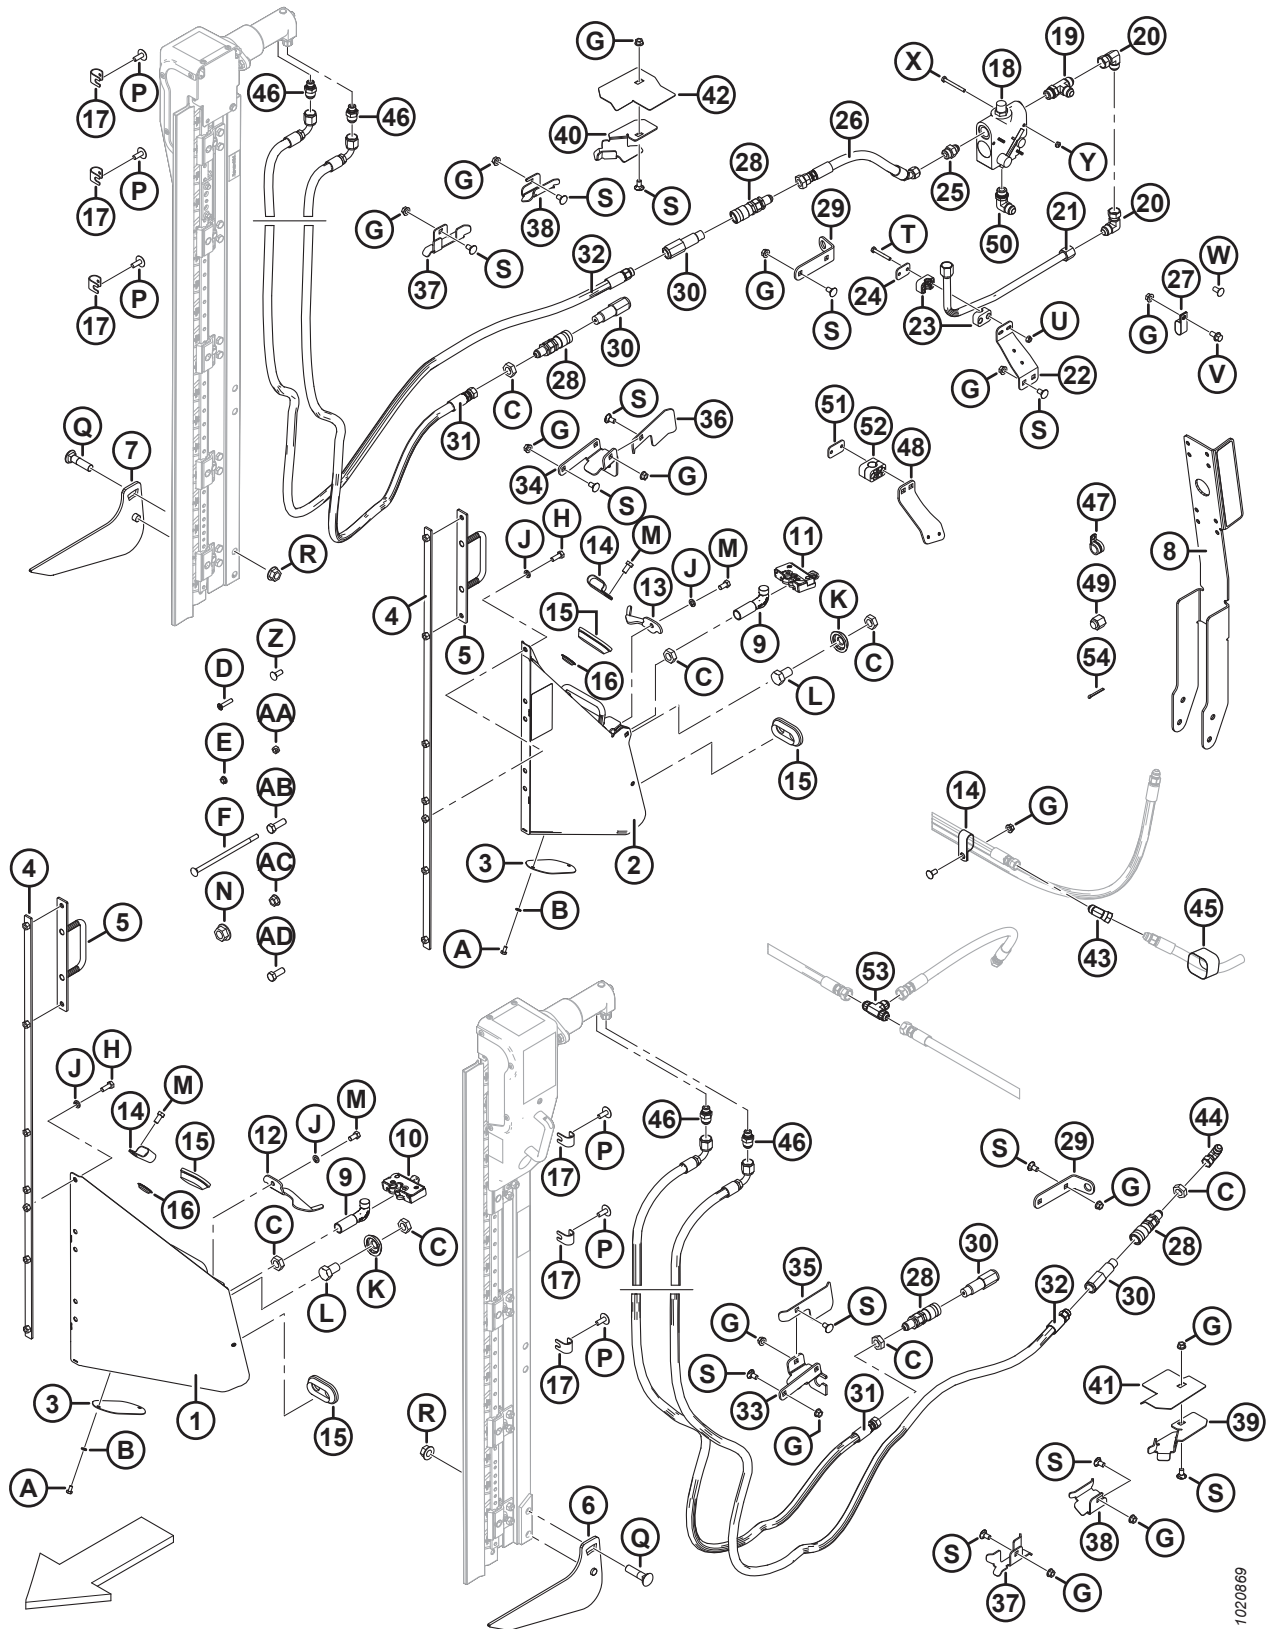 G
19
20
X
18
17
P
46
42
46
40
26
28
Y
G
17
P
29
25
G
S
S
38
50
21
20
T
W
G
S
32
27
37
30
G
24
17
P
23
U
G
V
S
30
28
C
G
22
S
Q
7
S
36
31
G
51
52
48
34
G
S
H
M
47
R
J
14
11
8
4
J
M
15
13
K
49
5
9
C
54
Z
16
C
L
D
AA
E
15
14
G
AB
F
4
3
2
AC
N
5
B
45
AD
A
43
53
H
J
M
14
M
44
J
10
46
P
29
15
12
46
S
9
17
G
C
16
C
C
P
28
K
35
30
28
L
17
32
30
S
G
G
C
P
41
S
3
1
15
17
33
31
39
R
B
G
S
A
6
S
38
G
Q
S
37
G
1020869